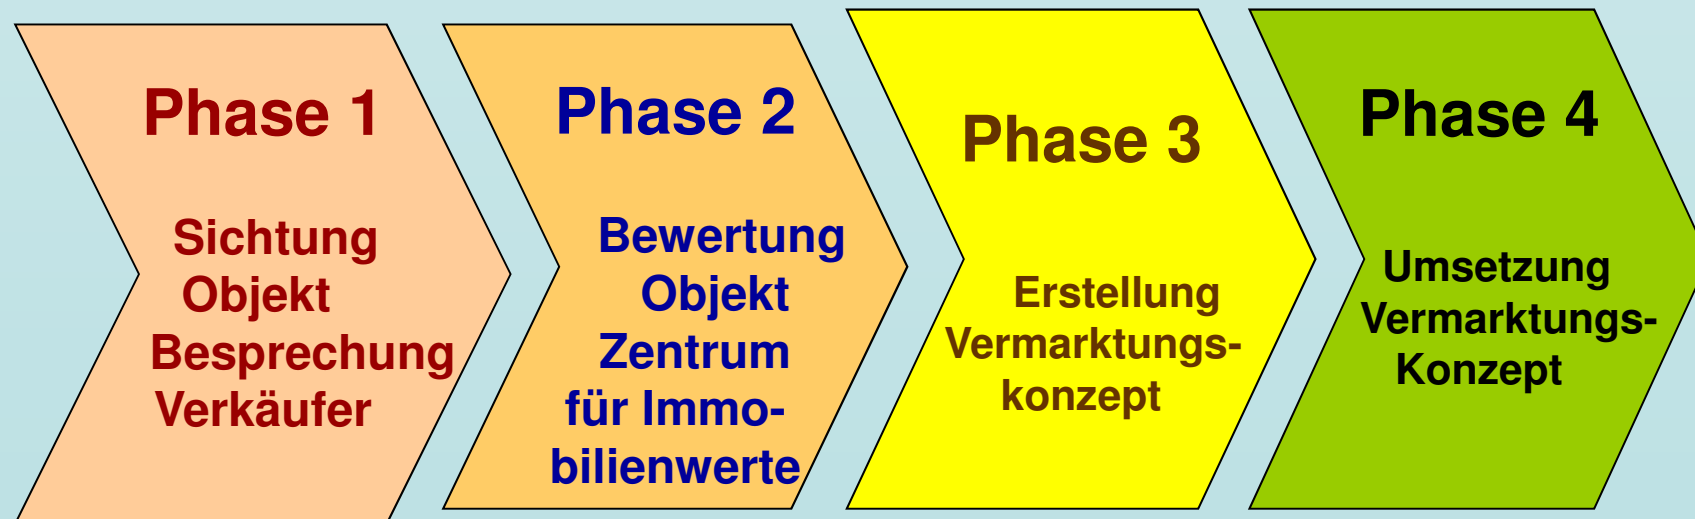 Phase 1
Sichtung
Objekt
Besprechung
Verkäufer
Phase 2
Bewertung
Objekt
Zentrum
für Immo-
bilienwerte
Phase 3
Erstellung
Vermarktungs-
konzept
Phase 4
Umsetzung
Vermarktungs-
Konzept